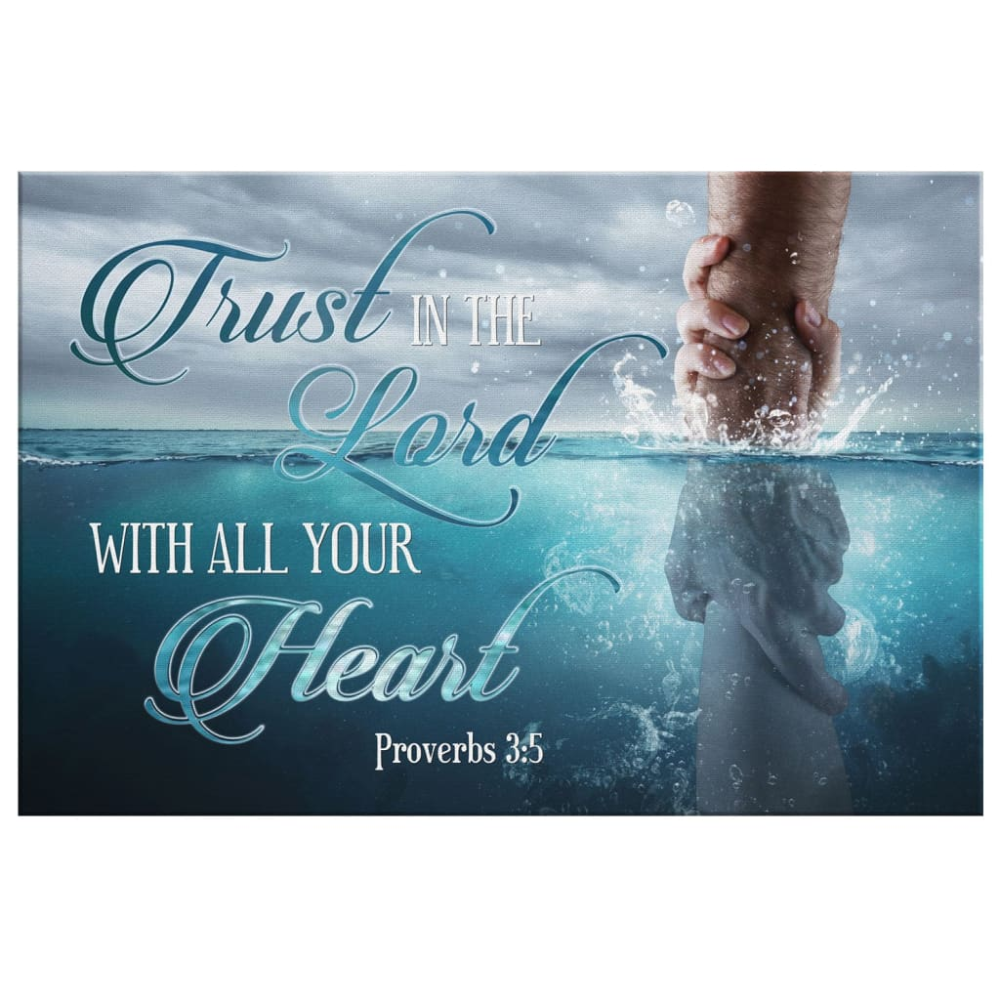 Trust IN THE
Lord
WITH ALL YOUR
Heart
Proverbs 3:5